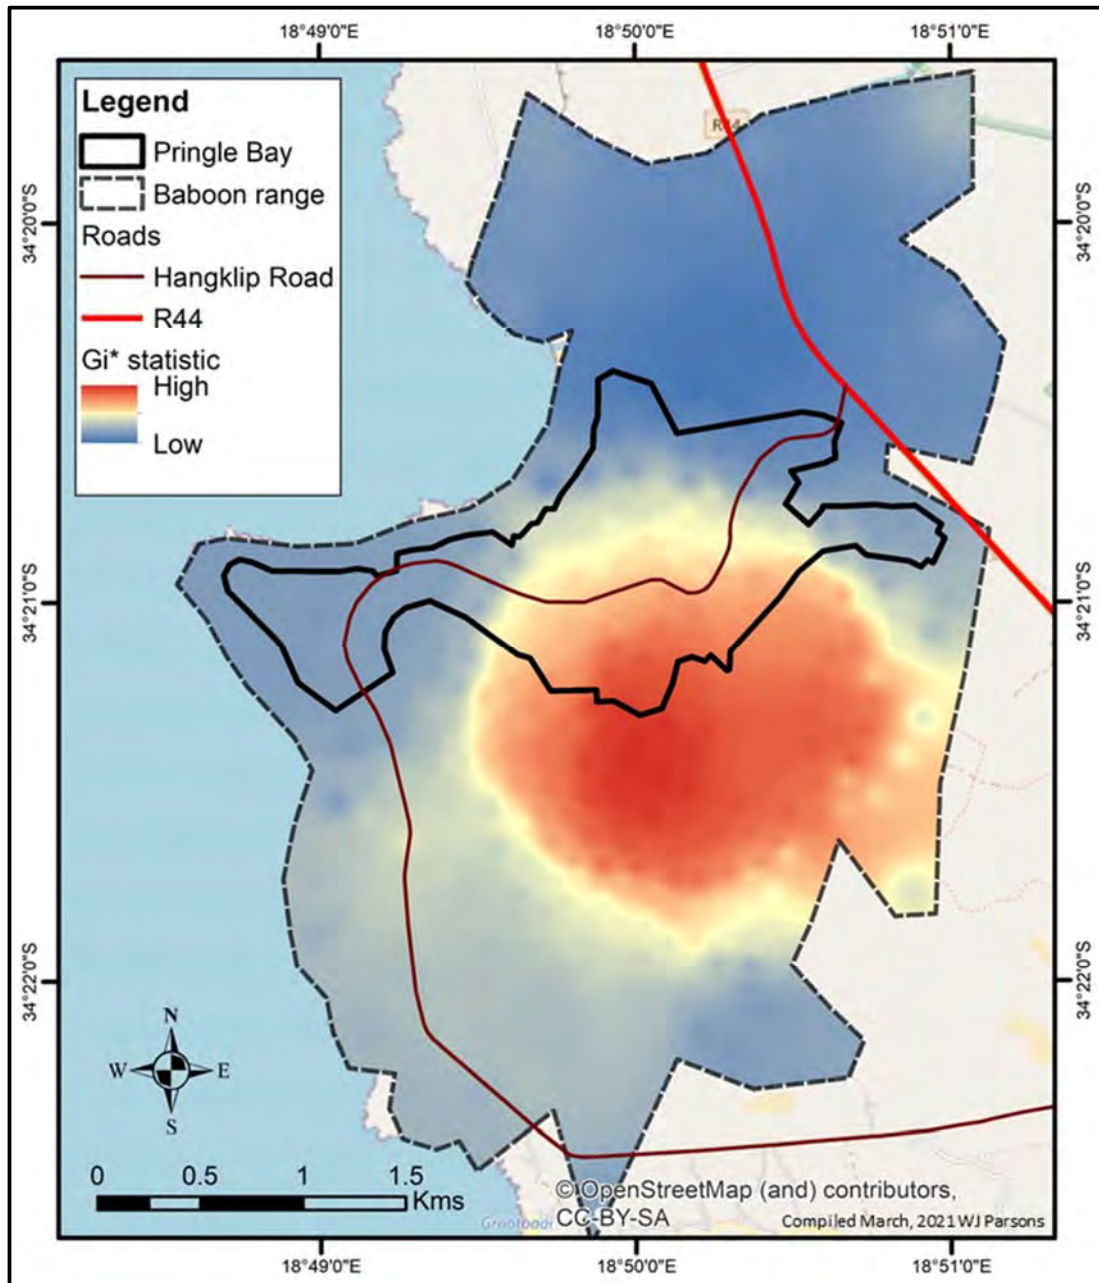 18°49'0"E
18°50'0"E
18°51'0"E
Legend
Pringle Bay
Baboon range
Roads
Hangklip Road
R44
Gi* statistic
High
Low
R44
34°20'0"S
34°20'0"S
34°21'0"S
34°21'0"S
34°22'0"S
34°22'0"S
N
W
E
S
0
0.5
1
1.5
Kms
© OpenStreetMap (and) contributors,
CC-BY-SA
Compiled March, 2021 WJ Parsons
18°49'0"E
18°50'0"E
18°51'0"E